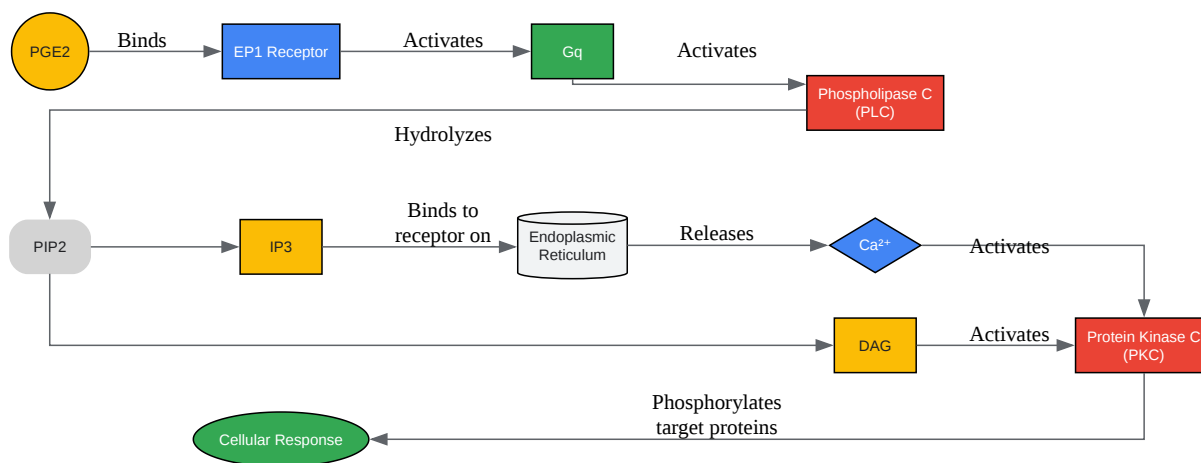 PGE2
Binds
EP1 Receptor
Activates
Gq
Activates
Phospholipase C
(PLC)
Hydrolyzes
PIP2
IP3
Binds to
receptor on
Endoplasmic
Reticulum
Releases
Ca²⁺
Activates
DAG
Activates
Protein Kinase C
(PKC)
Phosphorylates
target proteins
Cellular Response